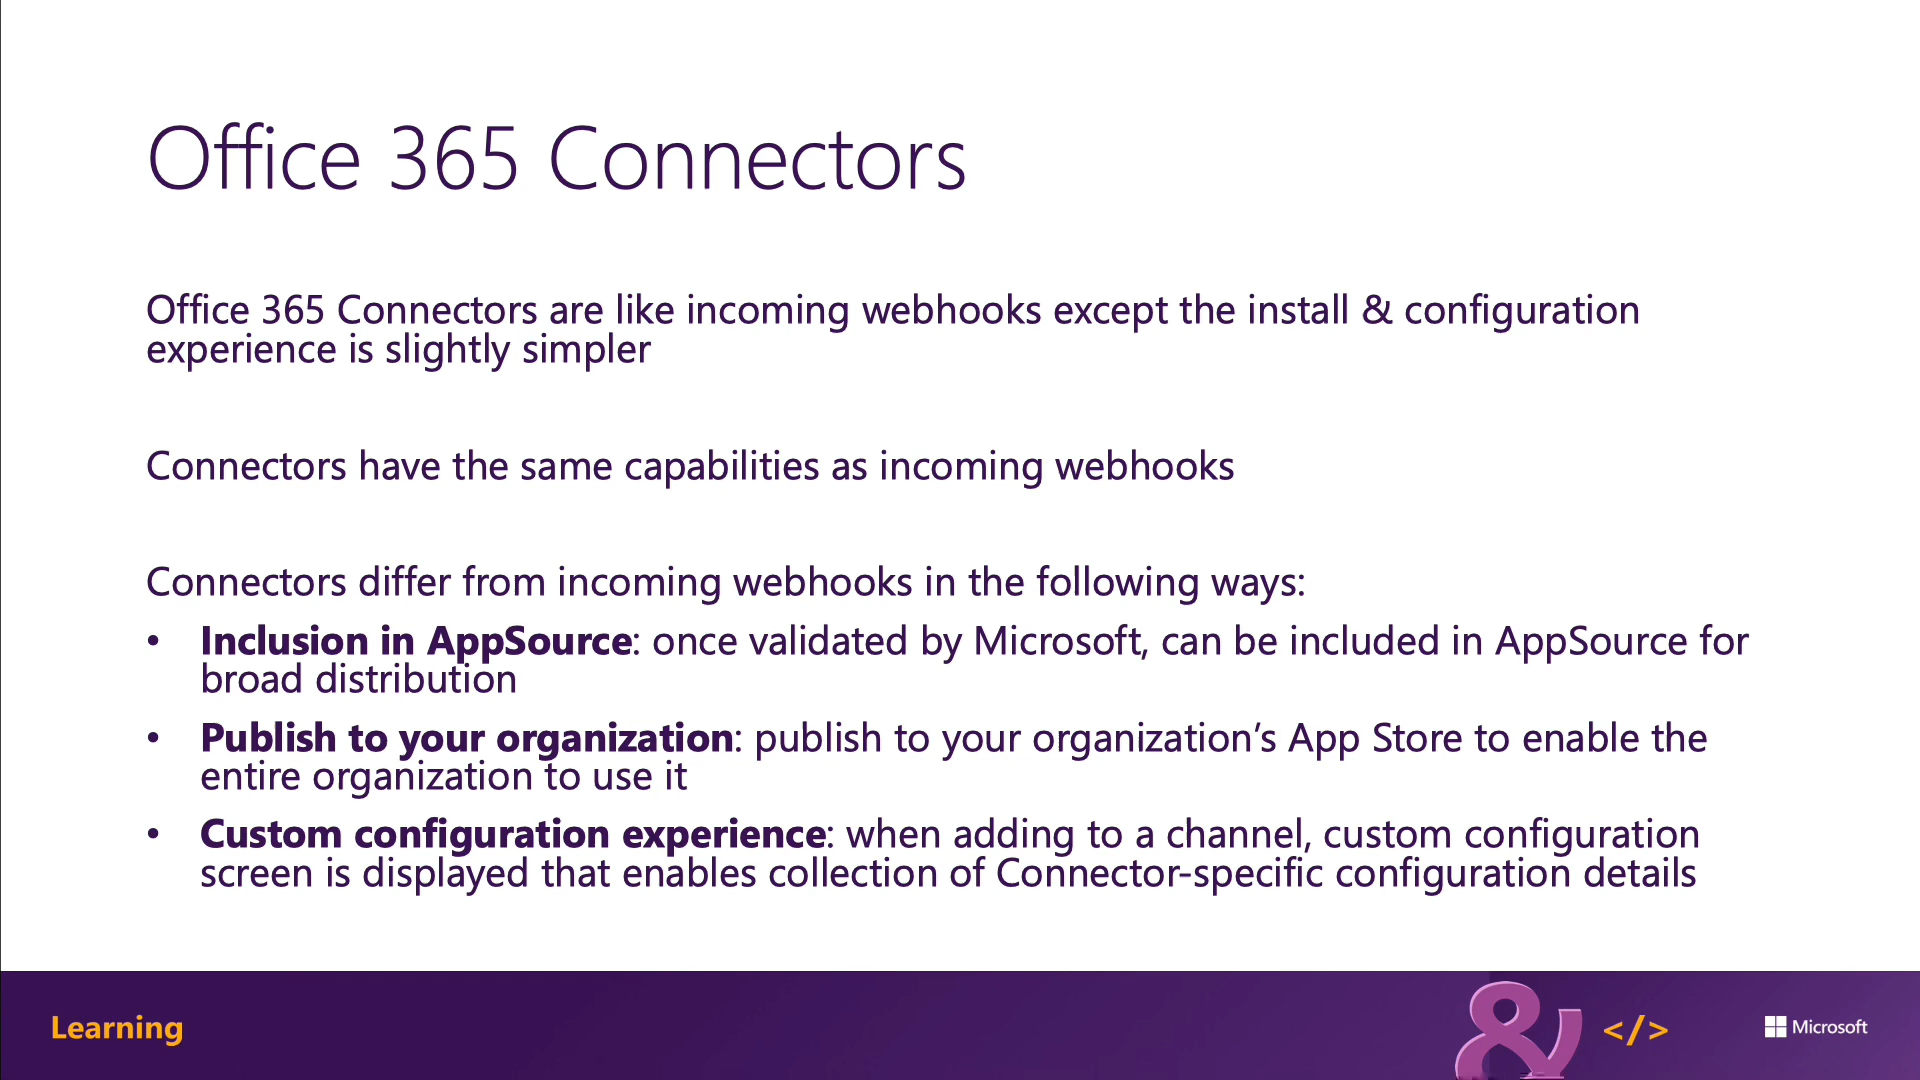 Office 365 Connectors
Office 365 Connectors are like incoming webhooks except the install & configuration
experience is slightly simpler
Connectors have the same capabilities as incoming webhooks
Connectors differ from incoming webhooks in the following ways:
• Inclusion in AppSource: once validated by Microsoft, can be included in AppSource for
broad distribution
• Publish to your organization: publish to your organization’s App Store to enable the
entire organization to use it
• Custom configuration experience: when adding to a channel, custom configuration
screen is displayed that enables collection of Connector-specific configuration details
Learning
& </>
Microsoft